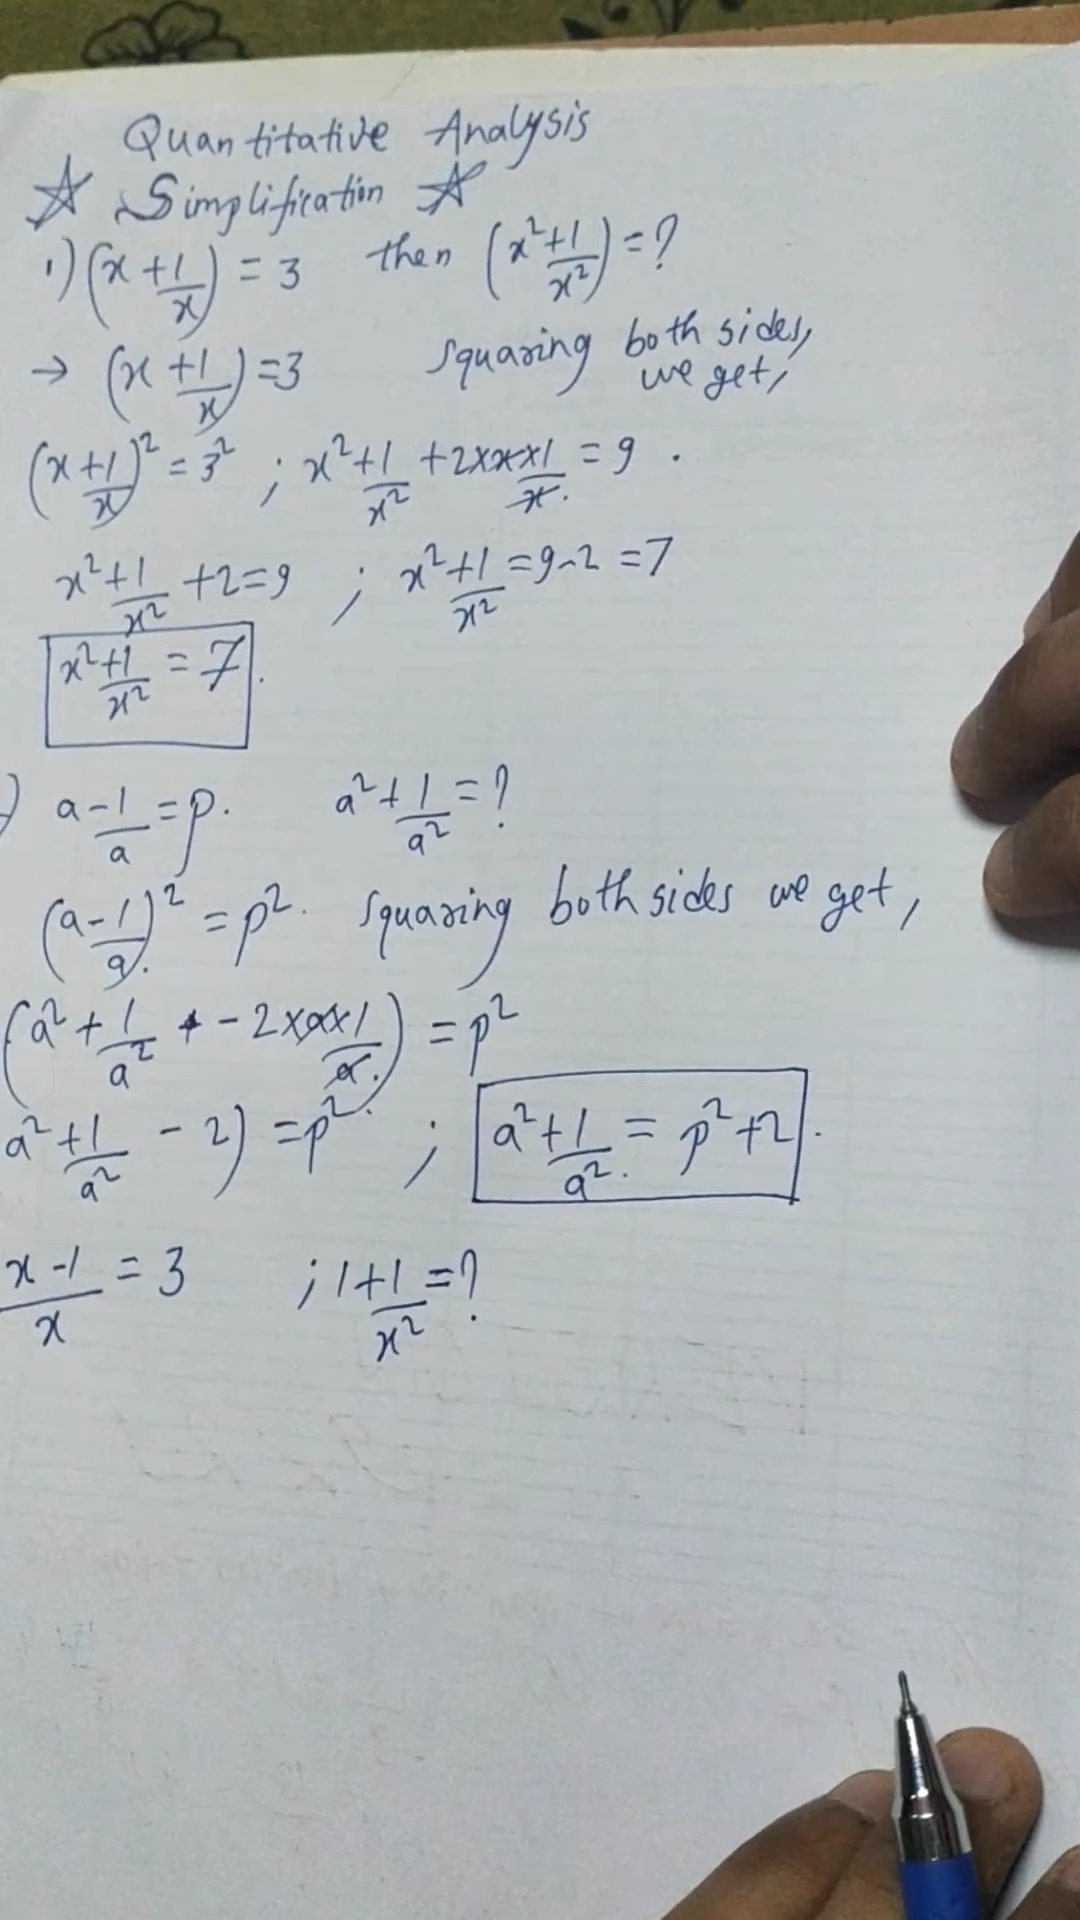 Quantitative Analysis
☆ Simplification ☆
1) (x + 1/x) = 3 then (x² + 1/x²) = ?
→ (x + 1/x) = 3 squaring both sides,
we get,
(x + 1/x)² = 3² ; x² + 1/x² + 2 × x × 1/x = 9 .
x² + 1/x² + 2 = 9 ; x² + 1/x² = 9 - 2 = 7
x² + 1/x² = 7 .
) a - 1/a = p. a² + 1/a² = ?
(a - 1/a)² = p². squaring both sides we get,
(a² + 1/a² - 2 × a × 1/a) = p²
a² + 1/a² - 2) = p². ; a² + 1/a² = p² + 2 .
x - 1/x = 3 ; 1 + 1/x² = ?